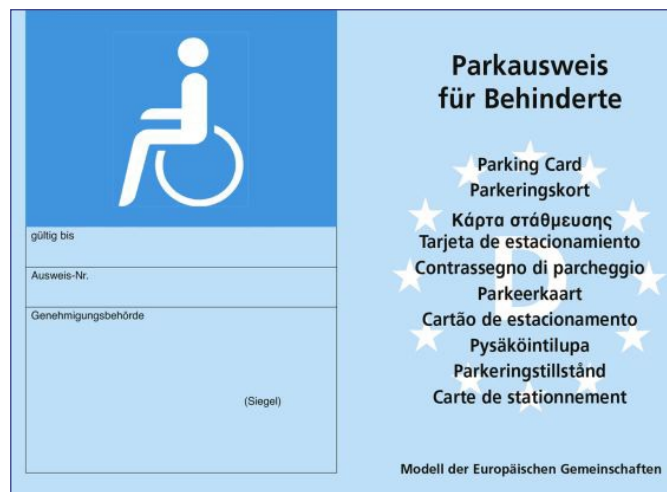 gültig bis
Ausweis-Nr.
Genehmigungsbehörde
(Siegel)
Parkausweis
für Behinderte
Parking Card
Parkeringskort
Κάρτα στάθμευσης
Tarjeta de estacionamiento
Contrassegno di parcheggio
Parkeerkaart
Cartão de estacionamento
Pysäköintilupa
Parkeringstillstånd
Carte de stationnement
D
Modell der Europäischen Gemeinschaften